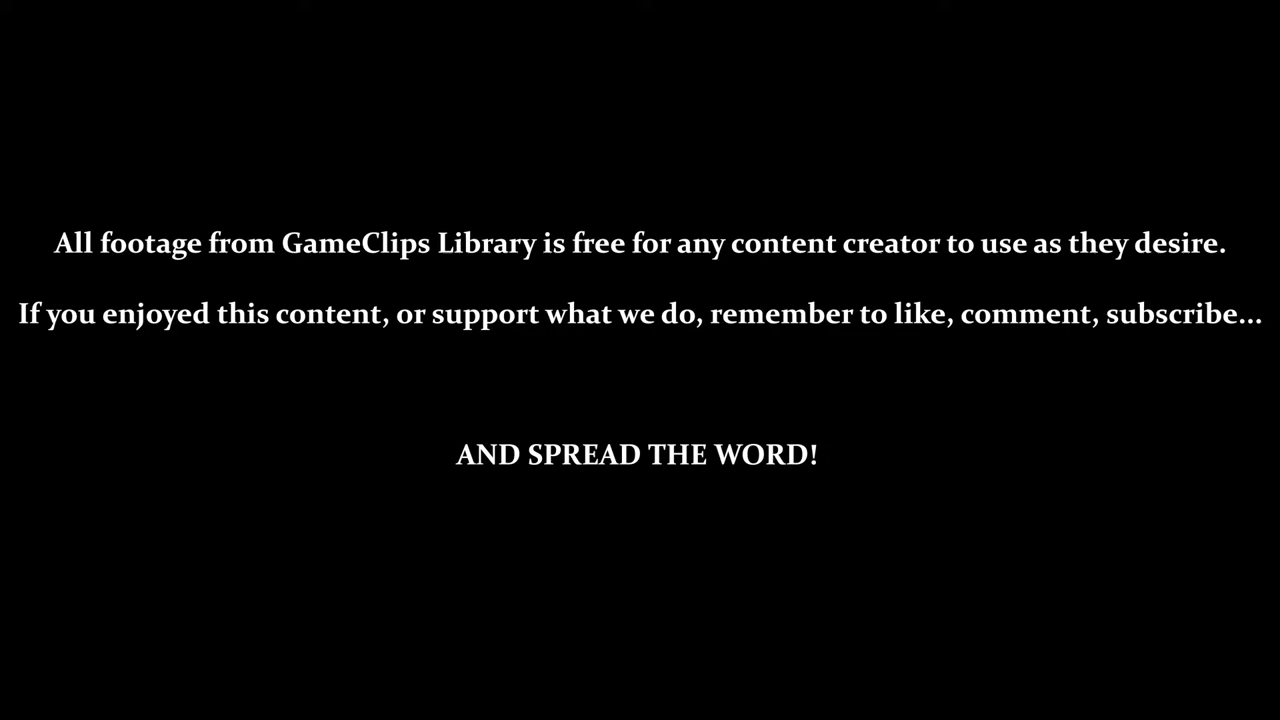 All footage from GameClips Library is free for any content creator to use as they desire.
If you enjoyed this content, or support what we do, remember to like, comment, subscribe...
AND SPREAD THE WORD!